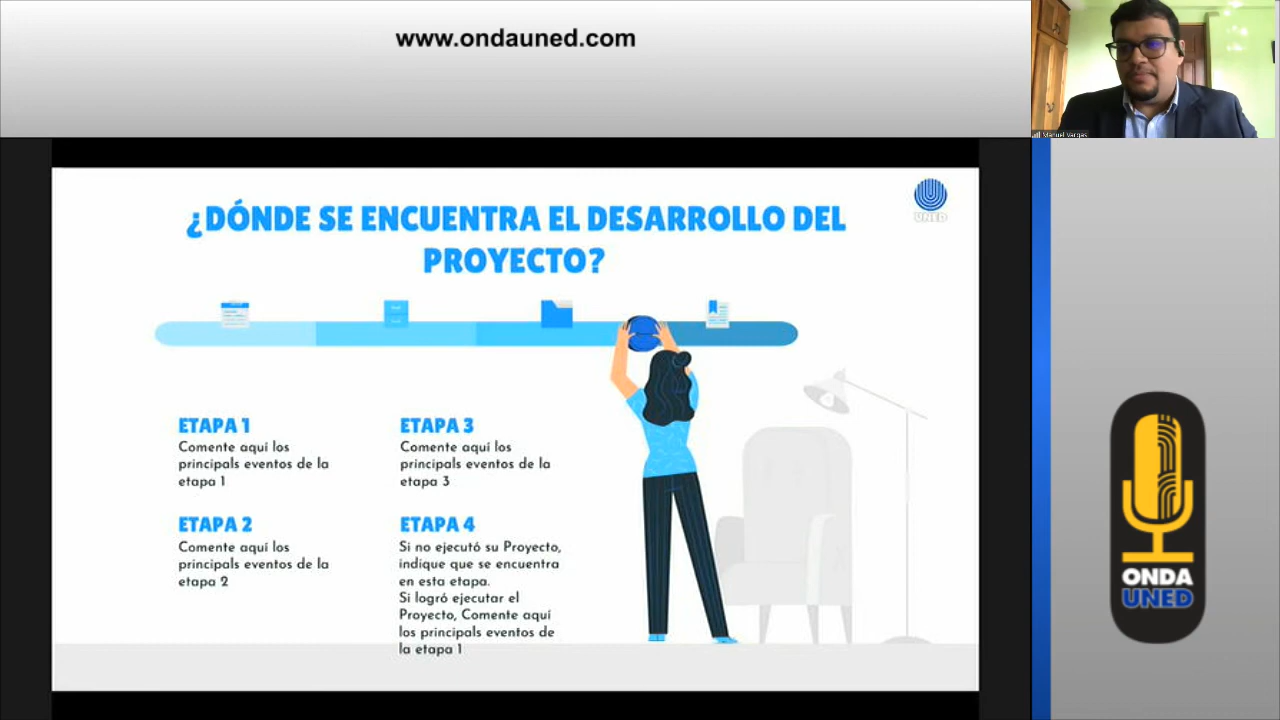 www.ondauned.com
Manuel Vargas
UNED
¿DÓNDE SE ENCUENTRA EL DESARROLLO DEL
PROYECTO?
ETAPA 1
Comente aquí los
principals eventos de la
etapa 1
ETAPA 2
Comente aquí los
principals eventos de la
etapa 2
ETAPA 3
Comente aquí los
principals eventos de la
etapa 3
ETAPA 4
Si no ejecutó su Proyecto,
indique que se encuentra
en esta etapa.
Si logró ejecutar el
Proyecto, Comente aquí
los principals eventos de
la etapa 1
ONDA
UNED